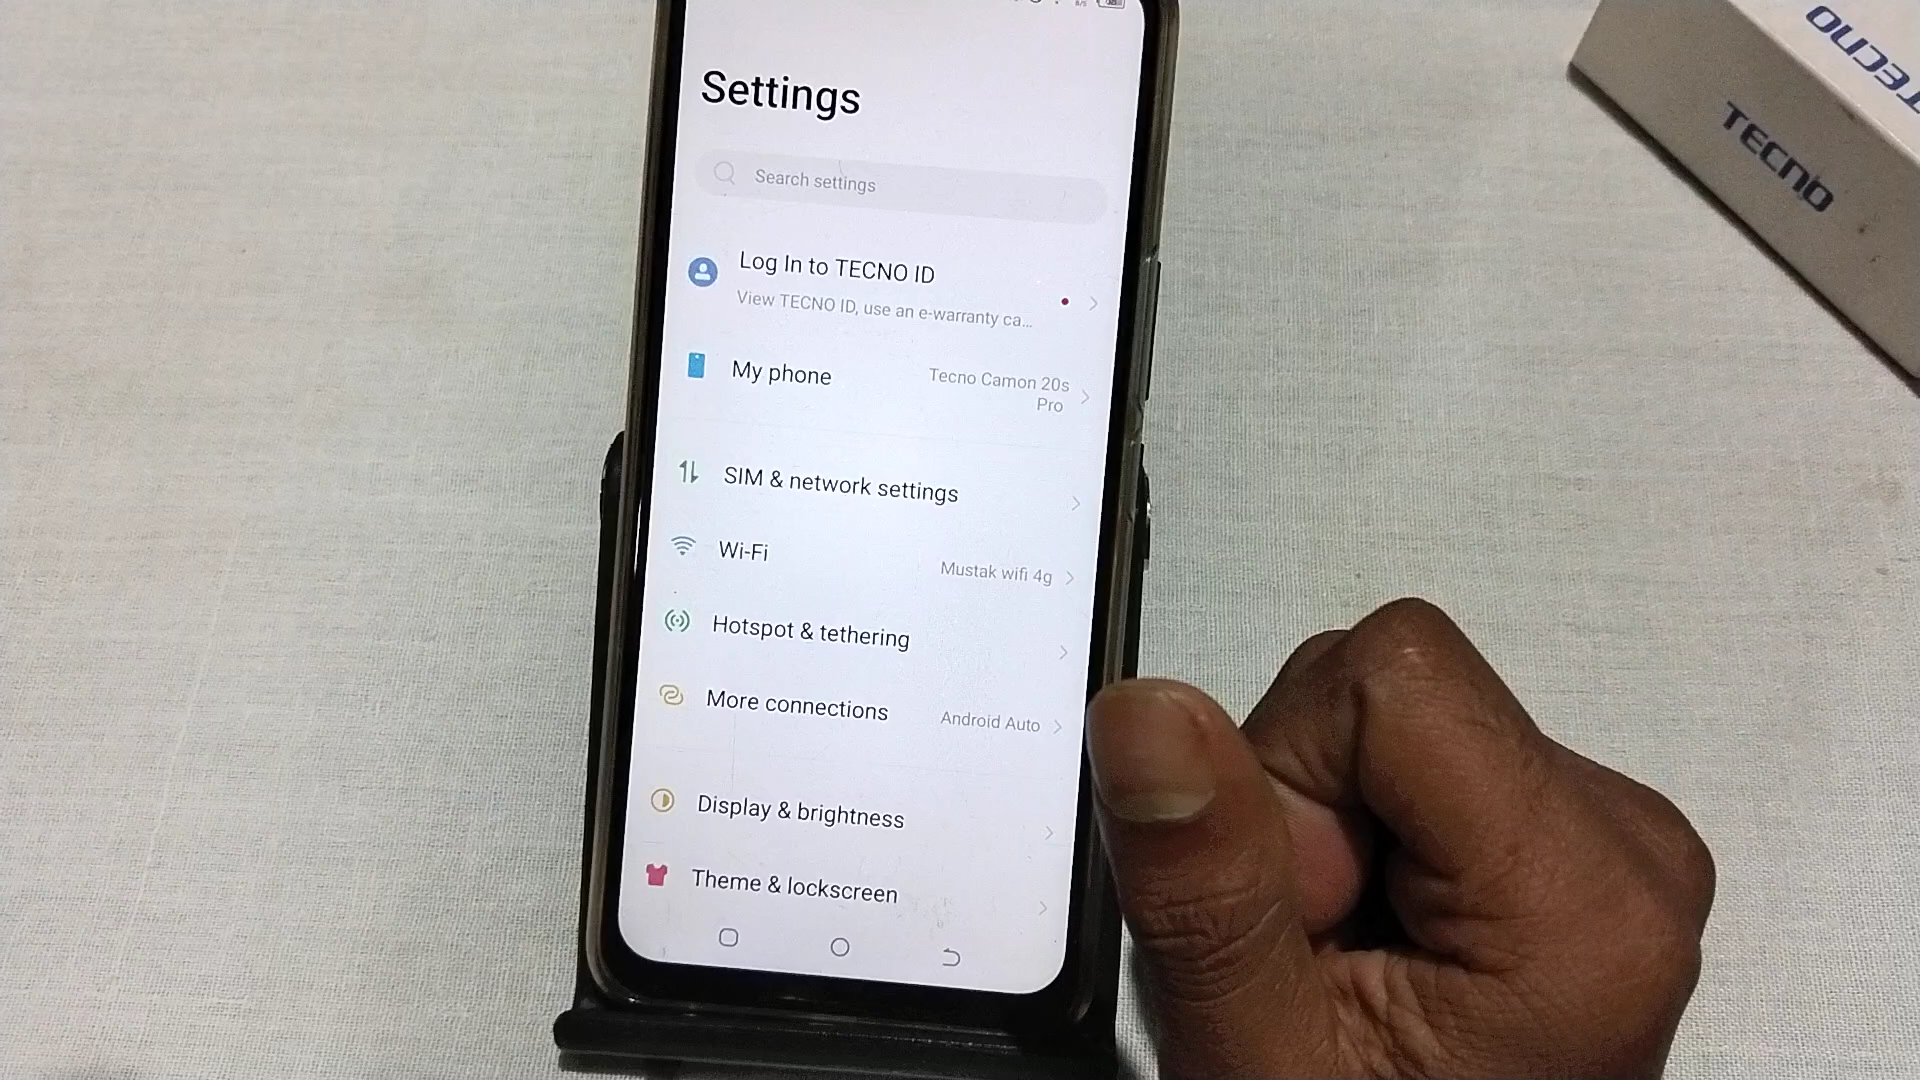 Settings
Search settings
Log In to TECNO ID
View TECNO ID, use an e-warranty ca...
My phone
Tecno Camon 20s
Pro
SIM & network settings
Wi-Fi
Mustak wifi 4g
Hotspot & tethering
More connections
Android Auto
Display & brightness
Theme & lockscreen
TECNO
TECNO